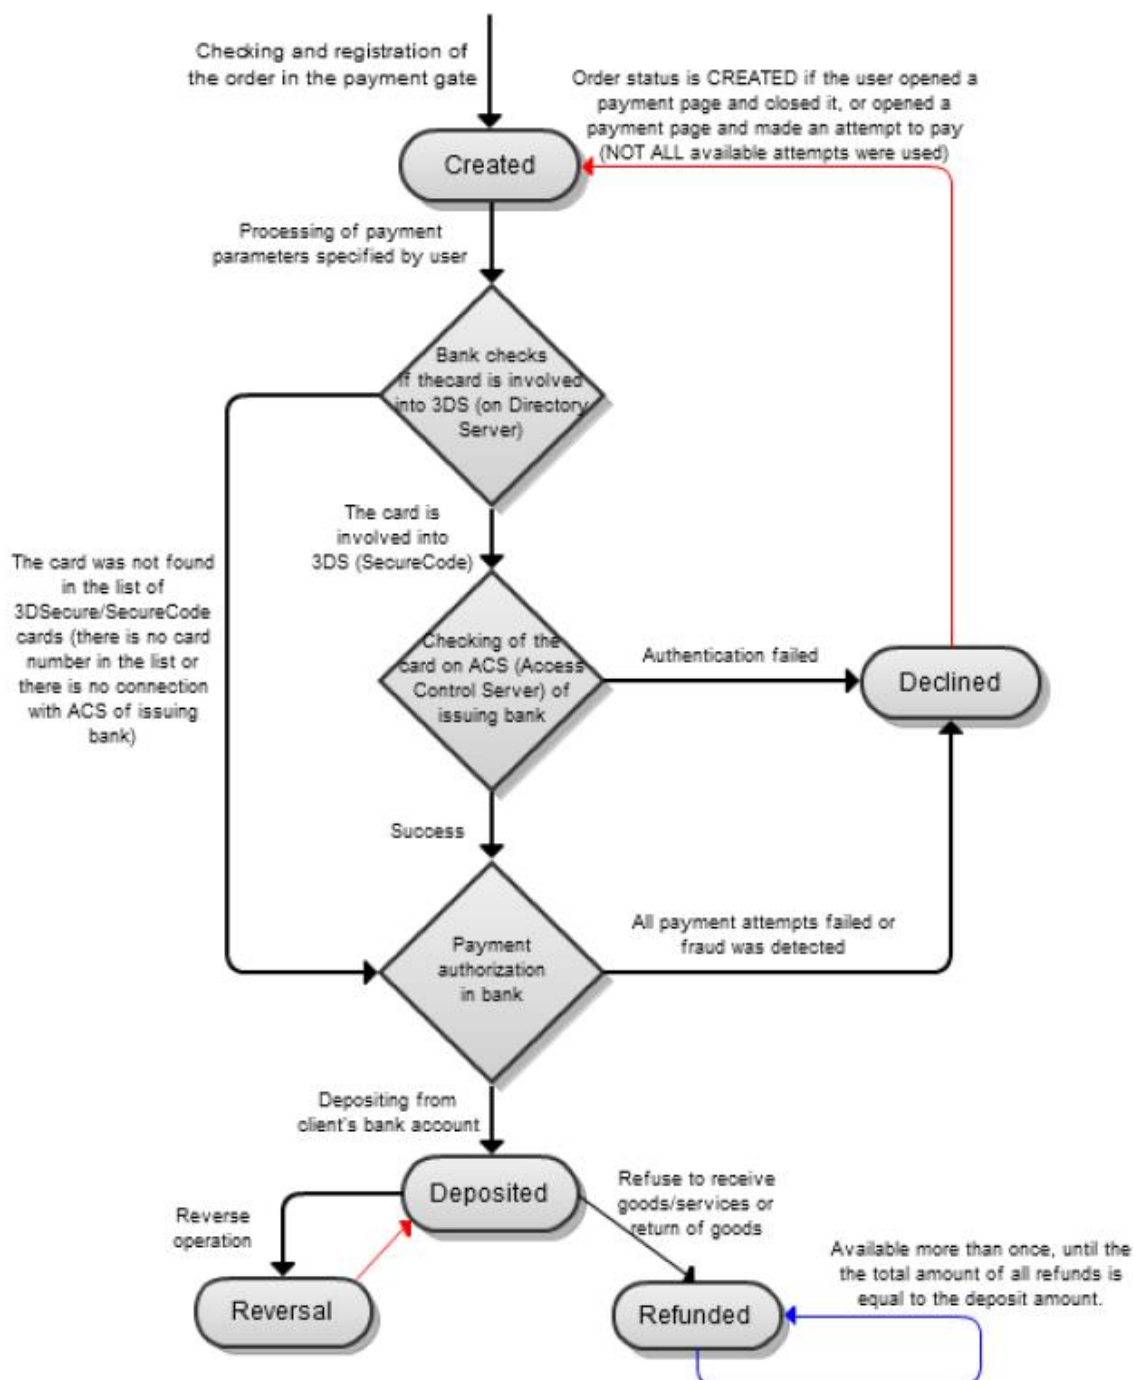 Checking and registration of
the order in the payment gate
Order status is CREATED if the user opened a
payment page and closed it, or opened a
payment page and made an attempt to pay
(NOT ALL available attempts were used)
Created
Processing of payment
parameters specified by user
Bank checks
if thecard is involved
into 3DS (on Directory
Server)
The card is
involved into
3DS (SecureCode)
The card was not found
in the list of
3DSecure/SecureCode
cards (there is no card
number in the list or
there is no connection
with ACS of issuing
bank)
Checking of the
card on ACS (Access
Control Server) of
issuing bank
Authentication failed
Declined
Success
Payment
authorization
in bank
All payment attempts failed or
fraud was detected
Depositing from
client's bank account
Deposited
Reverse
operation
Refuse to receive
goods/services or
return of goods
Reversal
Refunded
Available more than once, until the
the total amount of all refunds is
equal to the deposit amount.